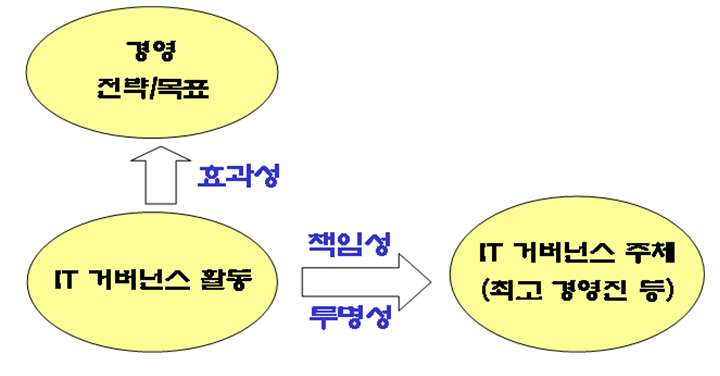 경영
전략/목표
효과성
IT 거버넌스 활동
책임성
투명성
IT 거버넌스 주체
(최고 경영진 등)